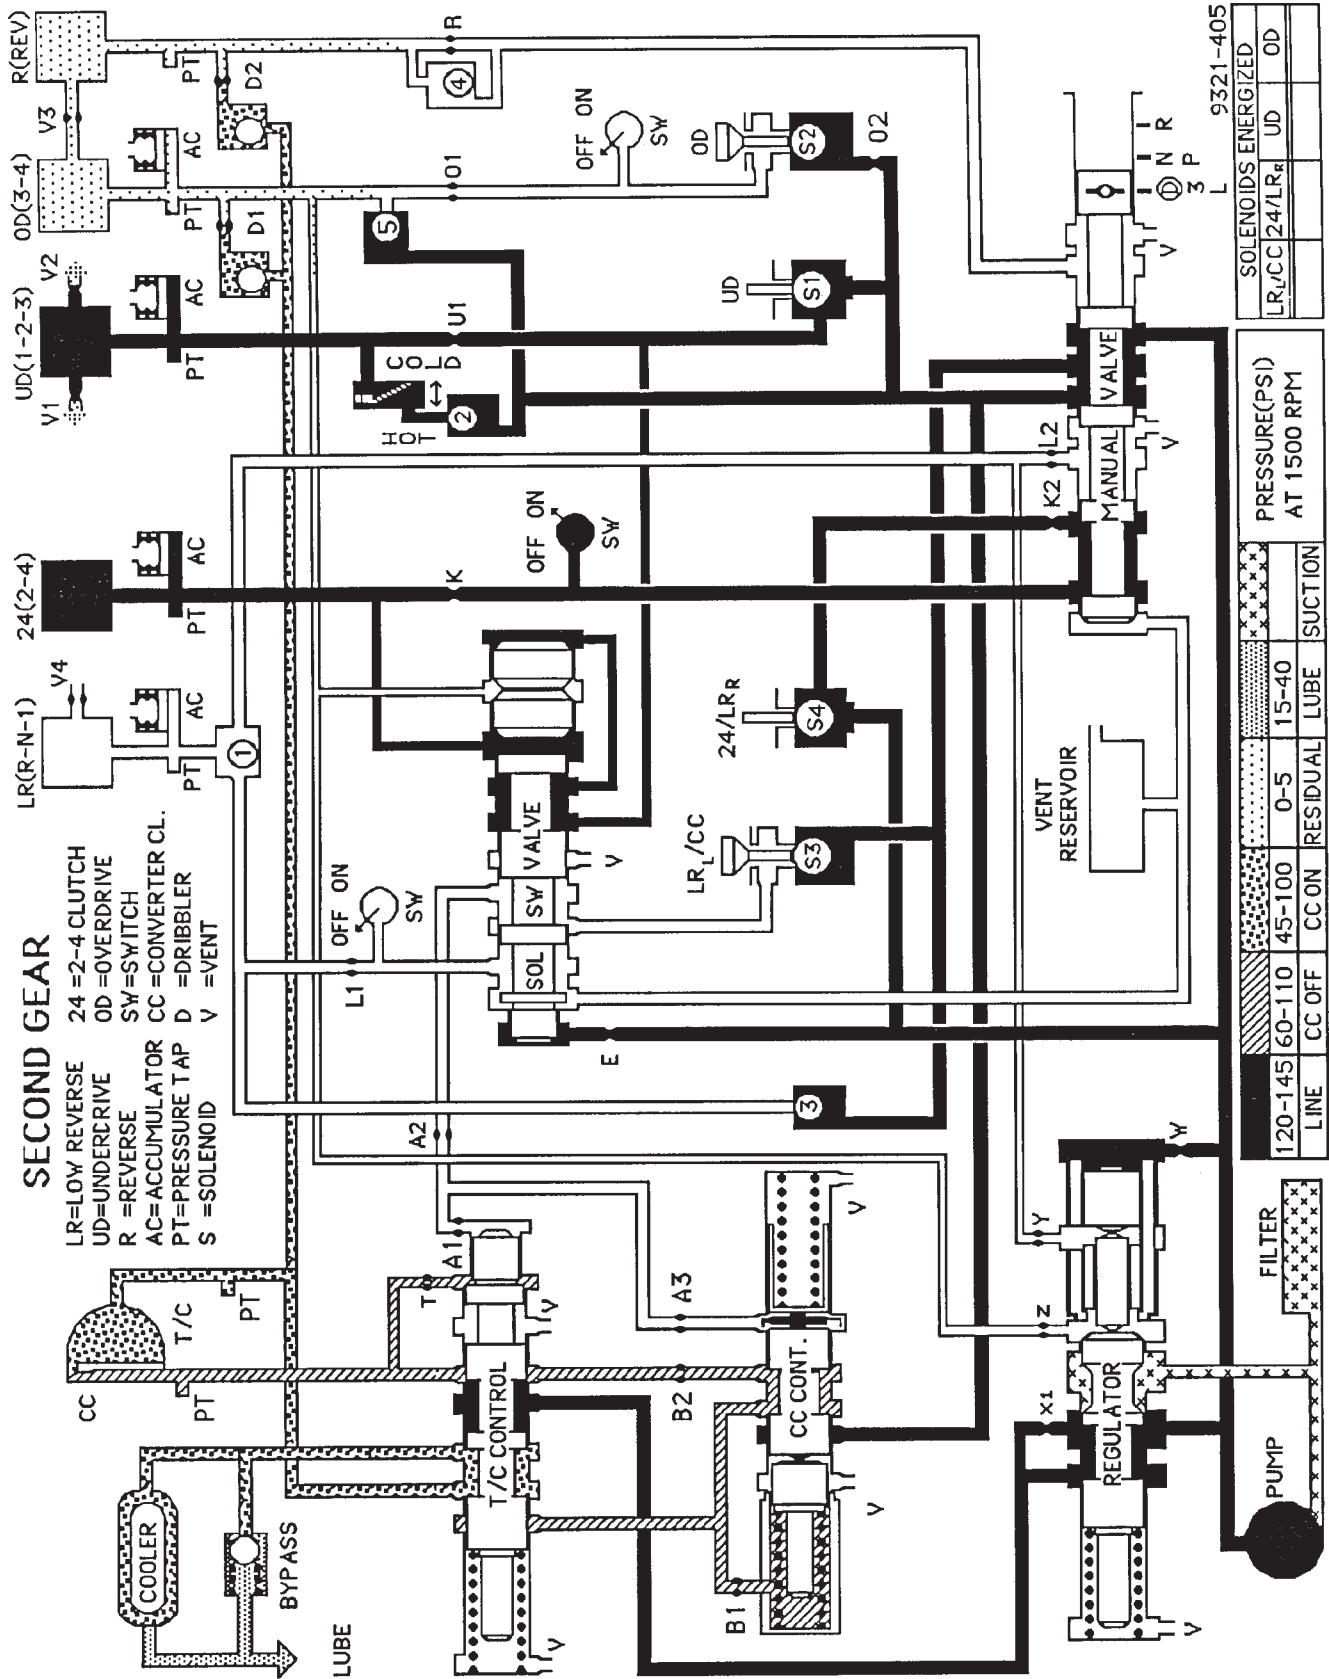 SECOND GEAR
LR=LOW REVERSE
UD=UNDERDRIVE
R =REVERSE
AC=ACCUMULATOR
PT=PRESSURE TAP
S =SOLENOID
24 =2-4 CLUTCH
OD =OVERDRIVE
SW=SWITCH
CC =CONVERTER CL.
D =DRIBBLER
V =VENT
LR(R-N-1)
V4
24(2-4)
UD(1-2-3)
V1
V2
OD(3-4)
V3
R(REV)
PT
AC
PT
AC
PT
AC
PT
AC
PT
1
D1
D2
COOLER
BYPASS
LUBE
CC
T/C
PT
PT
T
A1
A2
L1
OFF ON
SW
K
U1
O1
R
HOT
COLD
2
5
4
T/C CONTROL
V
V
SOL
SW
VALVE
V
E
OFF ON
SW
OFF ON
SW
B1
B2
A3
CC CONT.
V
V
3
LRL/CC
S3
24/LRR
S4
UD
S1
OD
S2
O2
VENT RESERVOIR
X1
Z
Y
W
REGULATOR
V
K2
L2
MANUAL
VALVE
V
V
D N R
3 P
L
PUMP
FILTER
120-145 60-110 45-100 0-5 15-40
LINE CC OFF CC ON RESIDUAL LUBE SUCTION
PRESSURE(PSI)
AT 1500 RPM
9321-405
SOLENOIDS ENERGIZED
LRL/CC 24/LRR UD OD